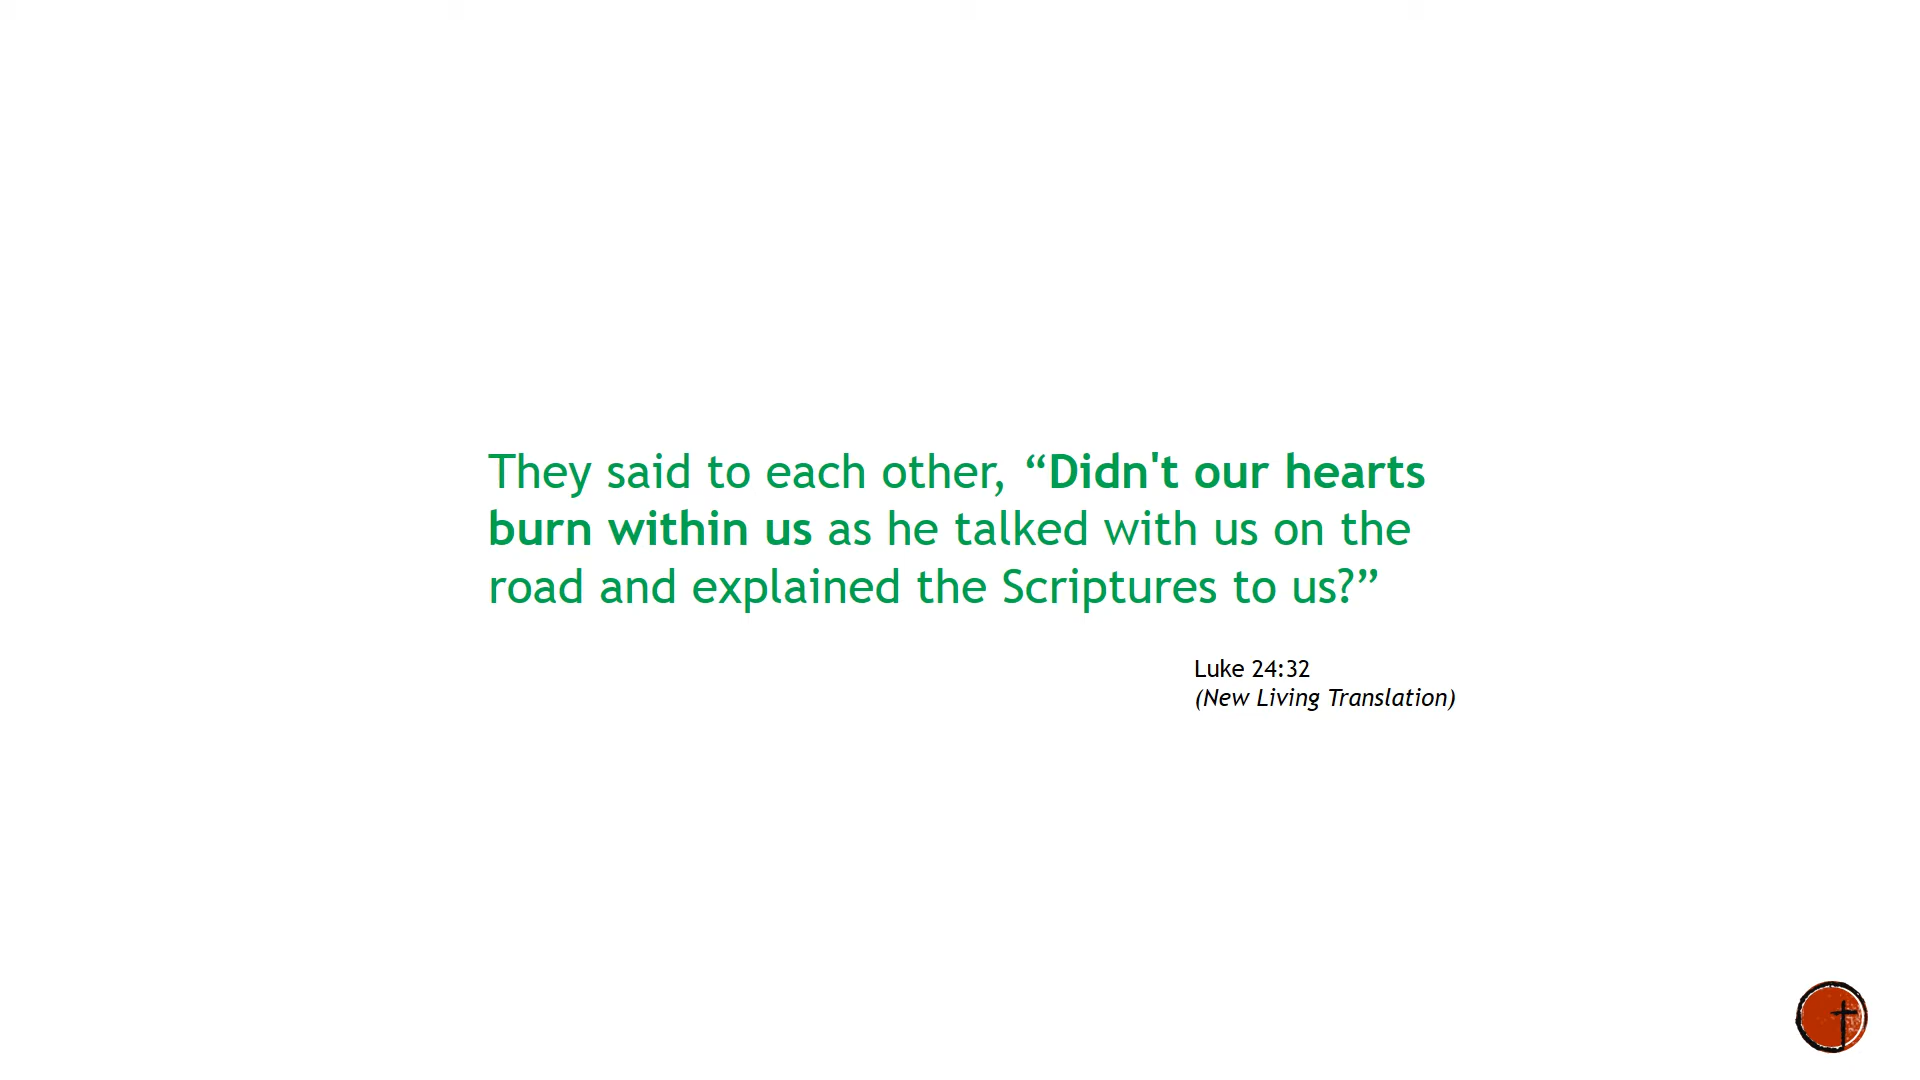 They said to each other, “Didn't our hearts
burn within us as he talked with us on the
road and explained the Scriptures to us?”
Luke 24:32
(New Living Translation)